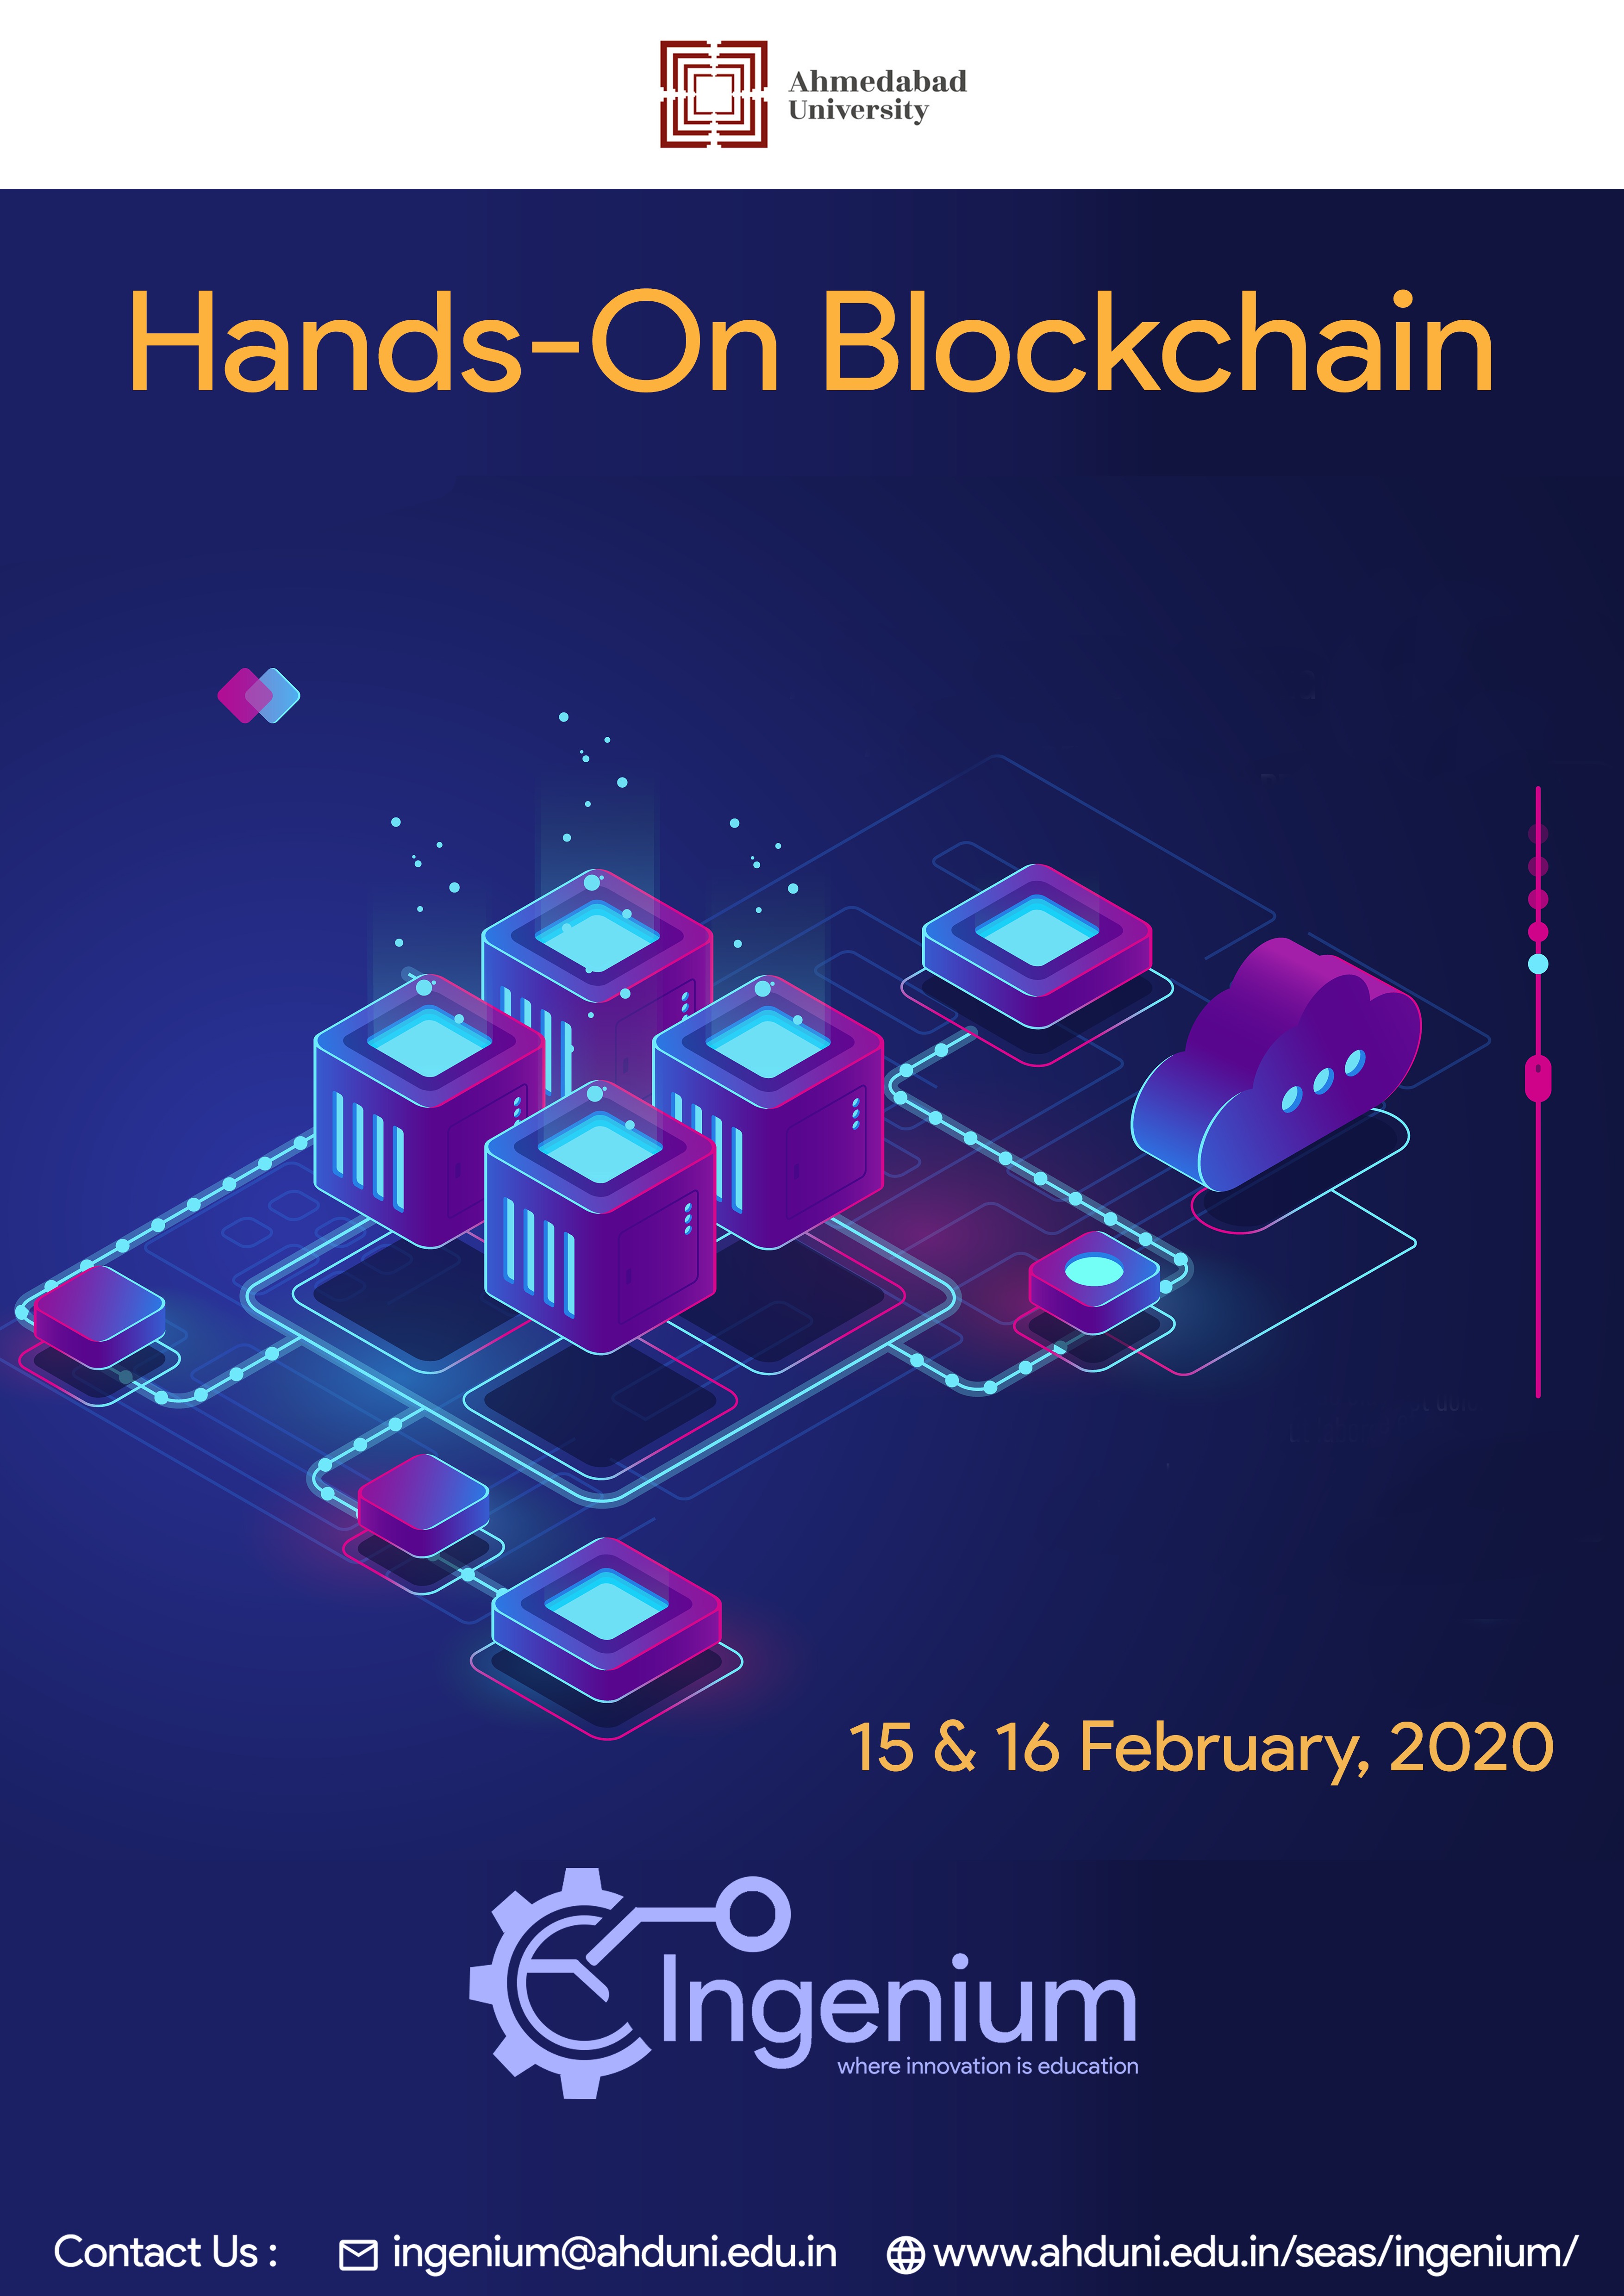 Ahmedabad
University
Hands-On Blockchain
15 & 16 February, 2020
Ingenium
where innovation is education
Contact Us : ingenium@ahduni.edu.in www.ahduni.edu.in/seas/ingenium/